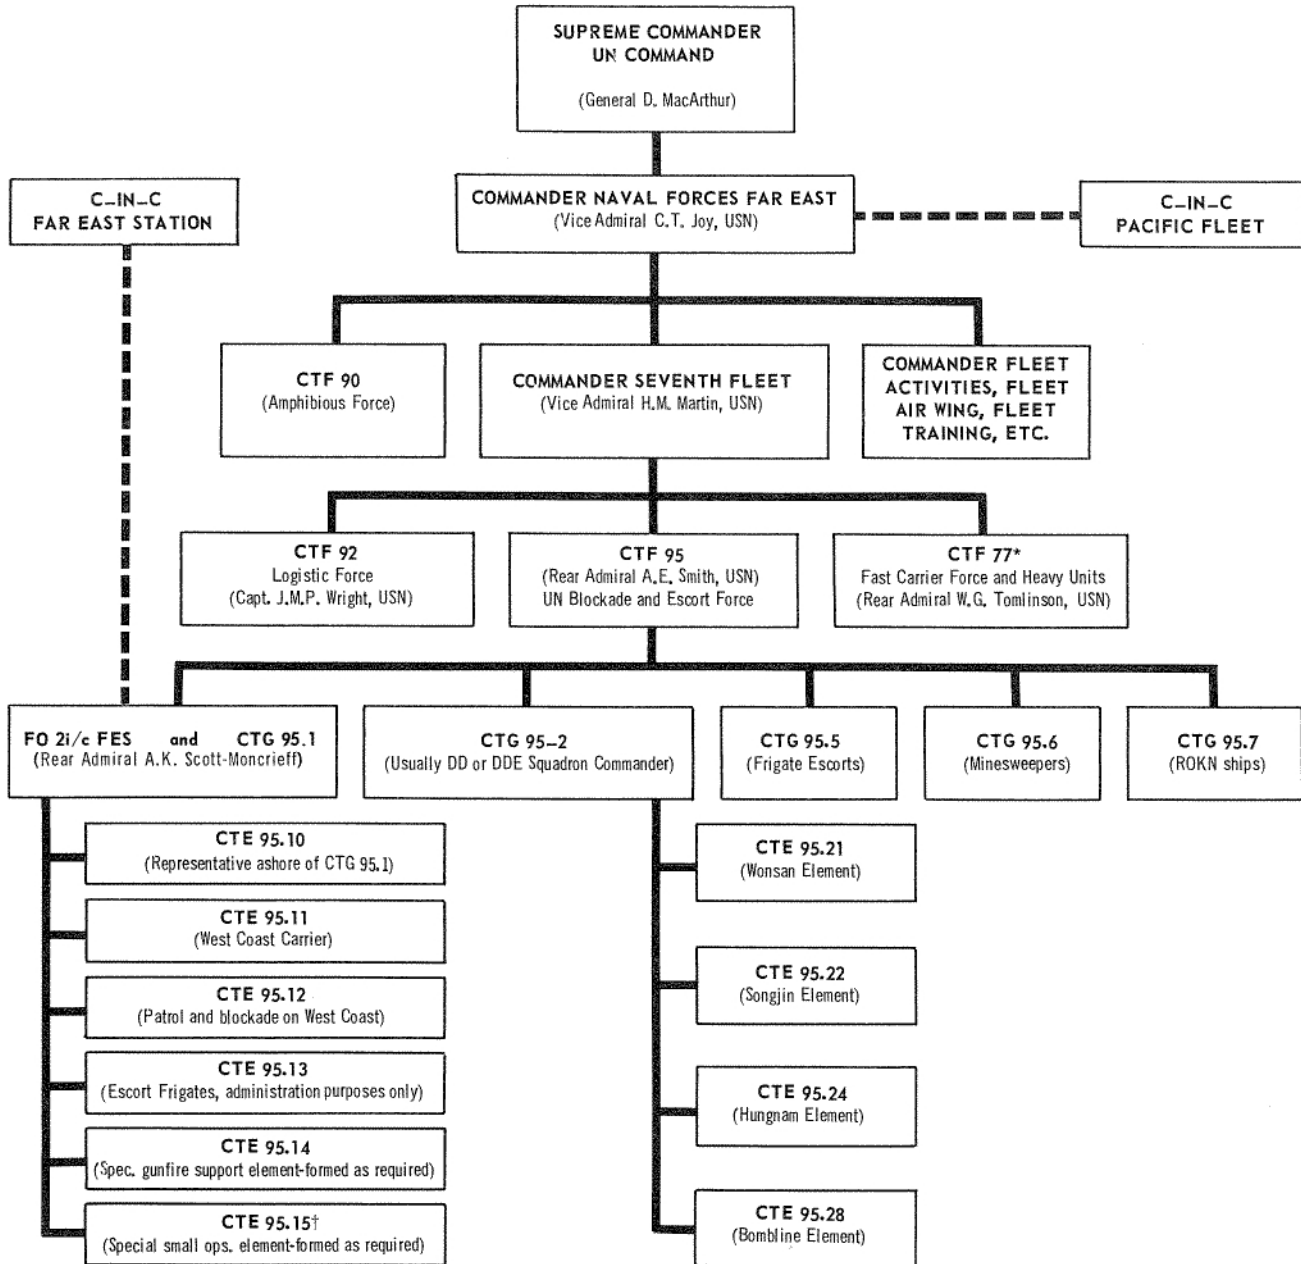 SUPREME COMMANDER
UN COMMAND
(General D. MacArthur)
C-IN-C
FAR EAST STATION
COMMANDER NAVAL FORCES FAR EAST
(Vice Admiral C.T. Joy, USN)
C-IN-C
PACIFIC FLEET
CTF 90
(Amphibious Force)
COMMANDER SEVENTH FLEET
(Vice Admiral H.M. Martin, USN)
COMMANDER FLEET
ACTIVITIES, FLEET
AIR WING, FLEET
TRAINING, ETC.
CTF 92
Logistic Force
(Capt. J.M.P. Wright, USN)
CTF 95
(Rear Admiral A.E. Smith, USN)
UN Blockade and Escort Force
CTF 77*
Fast Carrier Force and Heavy Units
(Rear Admiral W.G. Tomlinson, USN)
FO 2i/c FES and CTG 95.1
(Rear Admiral A.K. Scott-Moncrieff)
CTG 95-2
(Usually DD or DDE Squadron Commander)
CTG 95.5
(Frigate Escorts)
CTG 95.6
(Minesweepers)
CTG 95.7
(ROKN ships)
CTE 95.10
(Representative ashore of CTG 95.1)
CTE 95.11
(West Coast Carrier)
CTE 95.12
(Patrol and blockade on West Coast)
CTE 95.13
(Escort Frigates, administration purposes only)
CTE 95.14
(Spec. gunfire support element-formed as required)
CTE 95.15†
(Special small ops. element-formed as required)
CTE 95.21
(Wonsan Element)
CTE 95.22
(Songjin Element)
CTE 95.24
(Hungnam Element)
CTE 95.28
(Bombline Element)